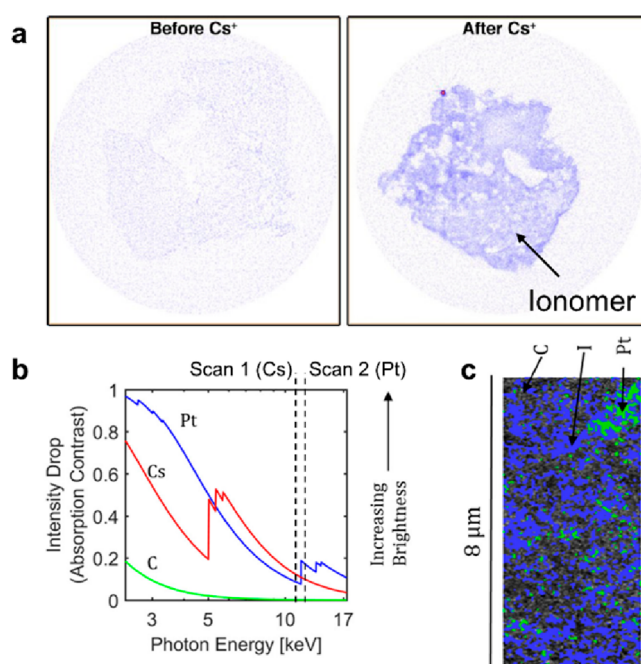 a
Before Cs⁺
After Cs⁺
Ionomer
b
Scan 1 (Cs)
Scan 2 (Pt)
c
1
0.8
0.6
0.4
0.2
0
Pt
Cs
C
Intensity Drop
(Absorption Contrast)
3
5
10
17
Photon Energy [keV]
Increasing
Brightness
C
I
Pt
8 µm